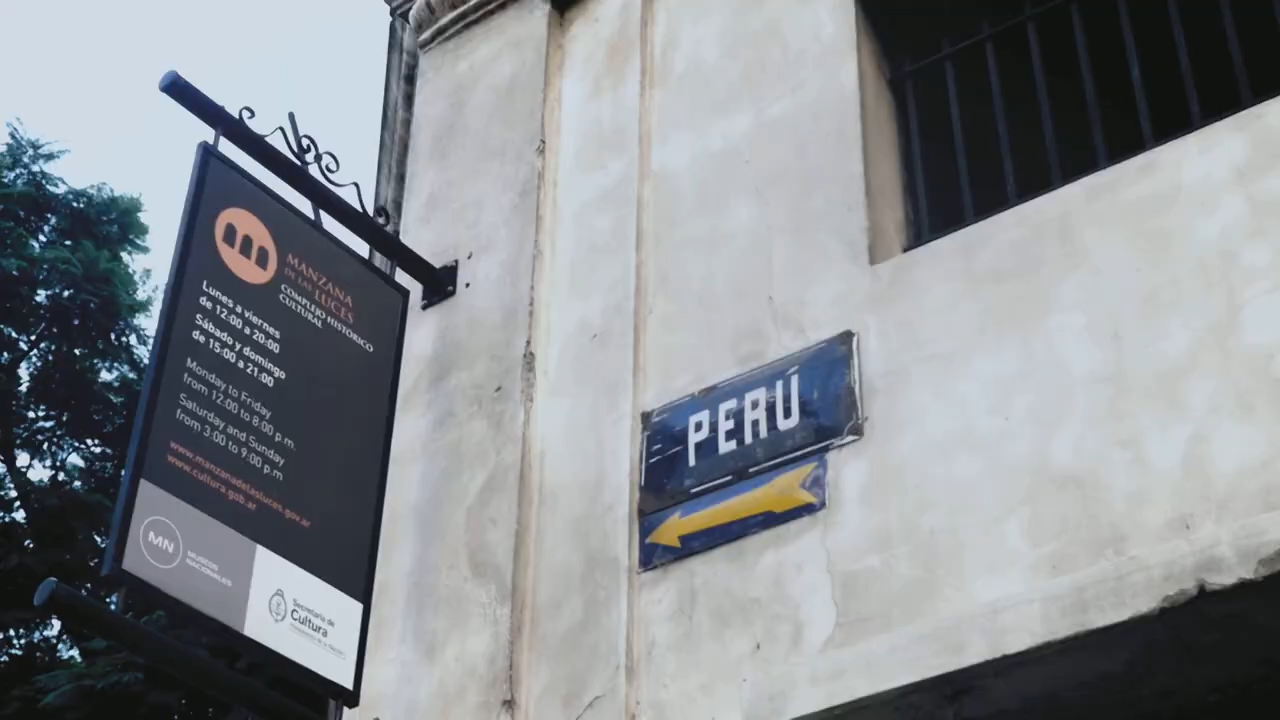 MANZANA
DE LAS LUCES
COMPLEJO HISTÓRICO
CULTURAL
Lunes a viernes
de 12:00 a 20:00
Sábado y domingo
de 15:00 a 21:00
Monday to Friday
from 12:00 to 8:00 p.m.
Saturday and Sunday
from 3:00 to 9:00 p.m
www.manzanadelasluces.gov.ar
www.cultura.gob.ar
MN
MUSEOS
NACIONALES
Secretaría de
Cultura
PERÚ